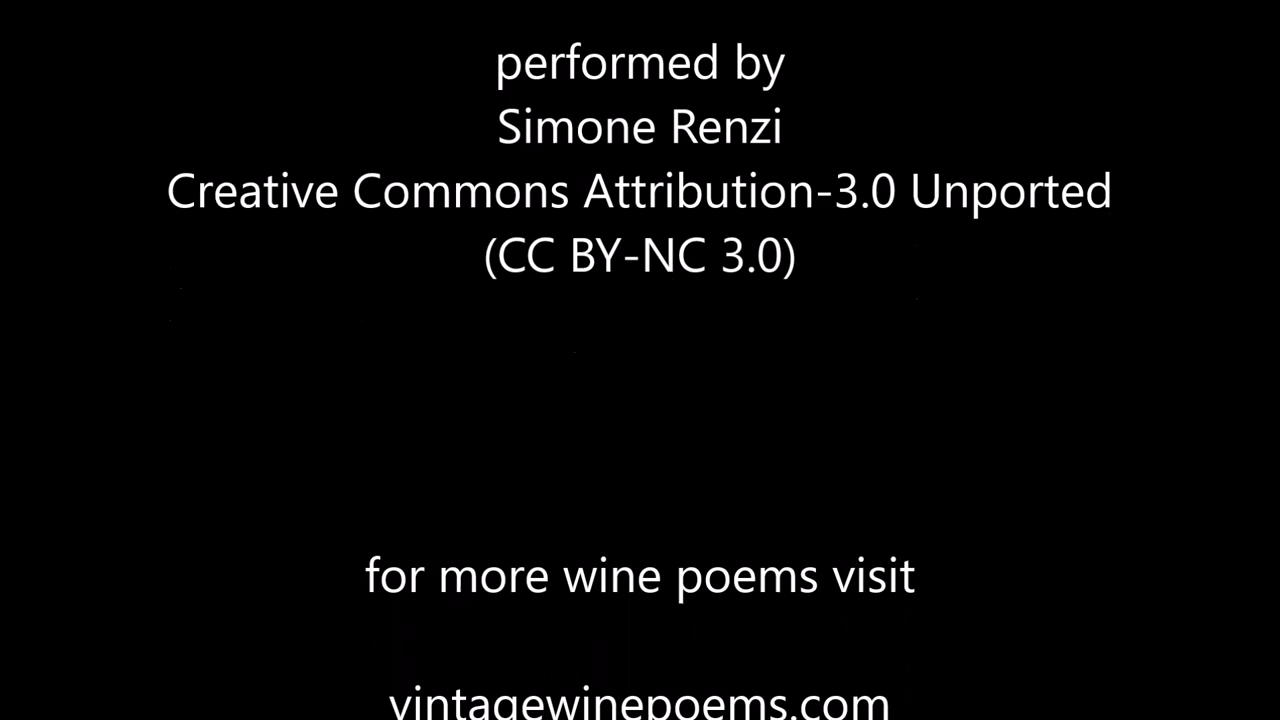 performed by
Simone Renzi
Creative Commons Attribution-3.0 Unported
(CC BY-NC 3.0)
for more wine poems visit
vintagewinepoems.com